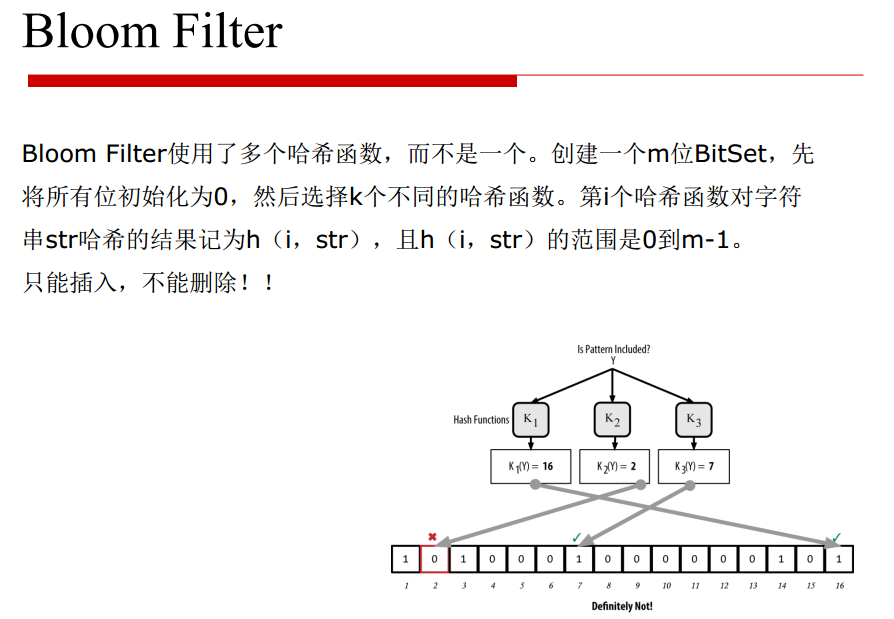 Bloom Filter
Bloom Filter使用了多个哈希函数，而不是一个。创建一个m位BitSet，先
将所有位初始化为0，然后选择k个不同的哈希函数。第i个哈希函数对字符
串str哈希的结果记为h（i，str），且h（i，str）的范围是0到m-1。
只能插入，不能删除！！
Is Pattern Included?
Y
Hash Functions K1 K2 K3
K1(Y) = 16 K2(Y) = 2 K3(Y) = 7
✖ ✓ ✓
1 0 1 0 0 0 1 0 0 0 0 0 0 1 0 1
1 2 3 4 5 6 7 8 9 10 11 12 13 14 15 16
Definitely Not!